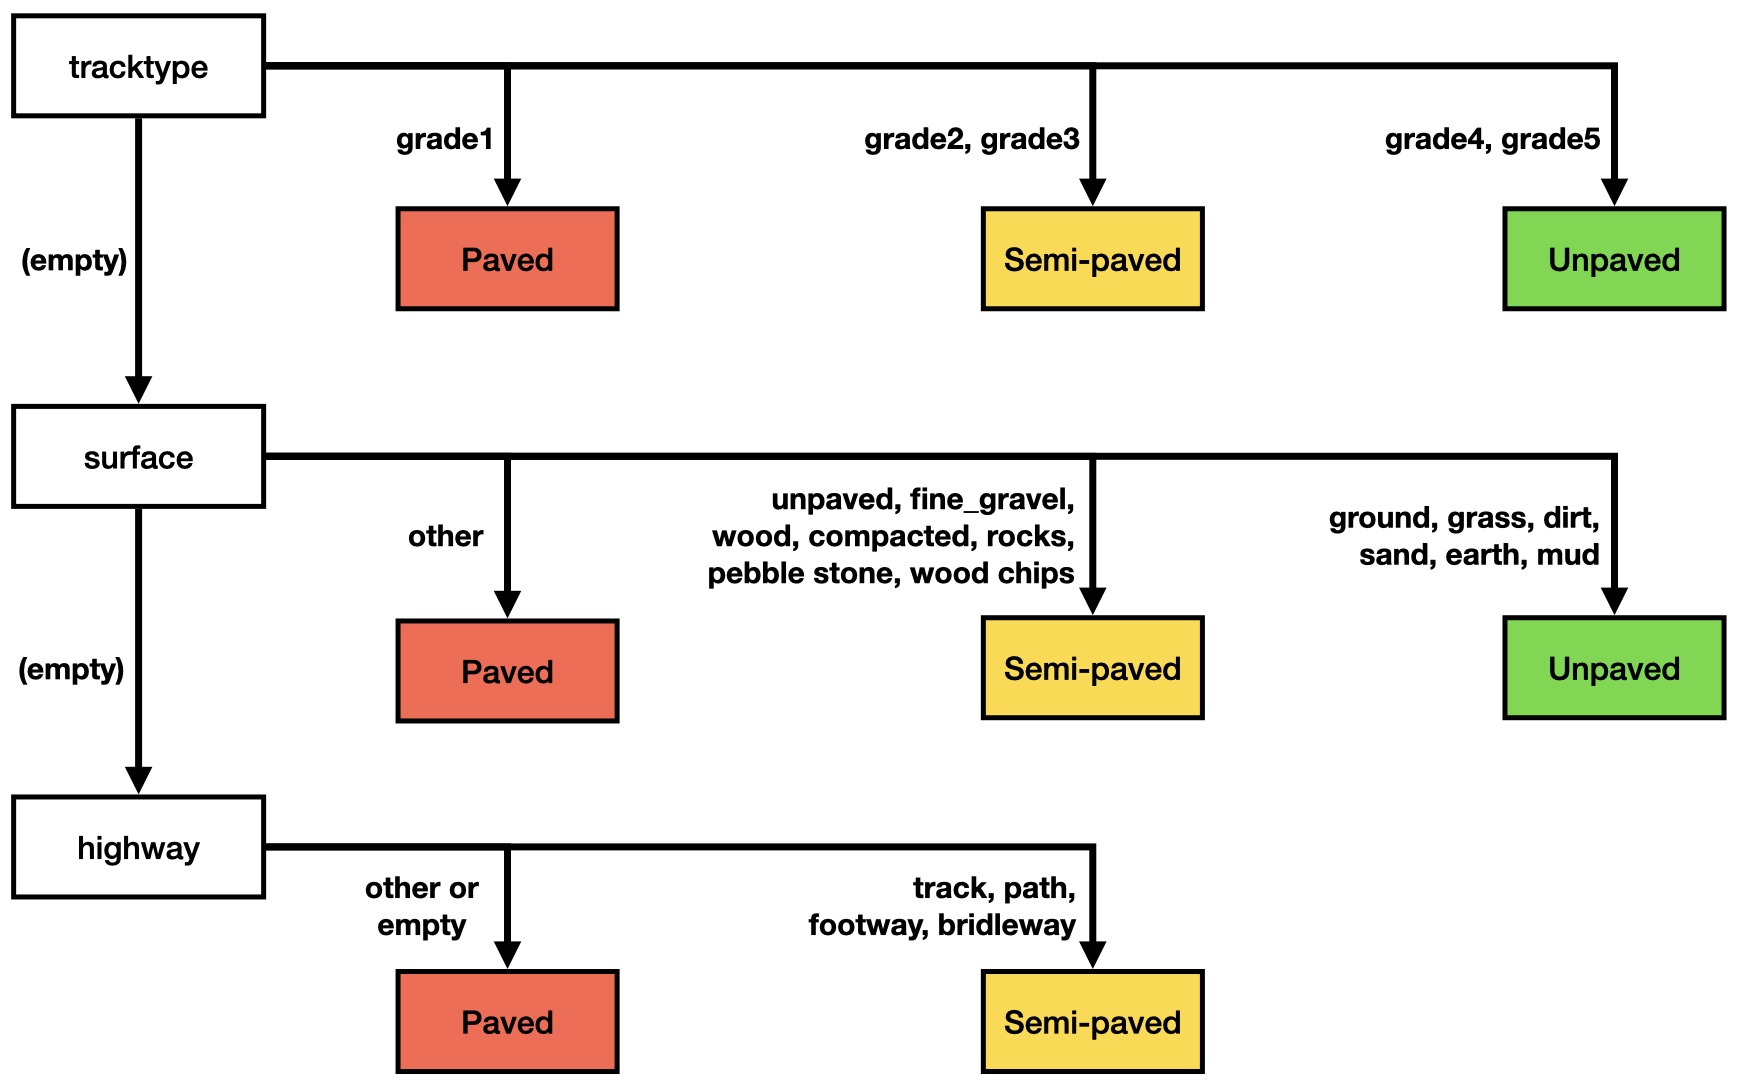 tracktype
grade1
grade2, grade3
grade4, grade5
(empty)
Paved
Semi-paved
Unpaved
surface
other
unpaved, fine_gravel,
wood, compacted, rocks,
pebble stone, wood chips
ground, grass, dirt,
sand, earth, mud
(empty)
Paved
Semi-paved
Unpaved
highway
other or
empty
track, path,
footway, bridleway
Paved
Semi-paved